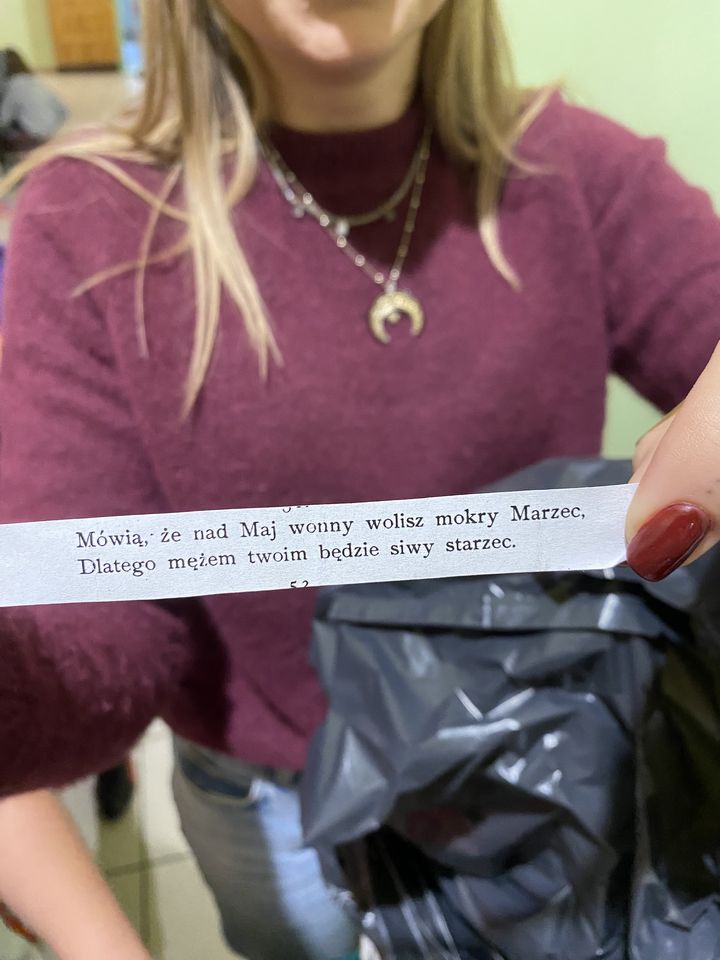 Mówią, że nad Maj wonny wolisz mokry Marzec,
Dlatego mężem twoim będzie siwy starzec.